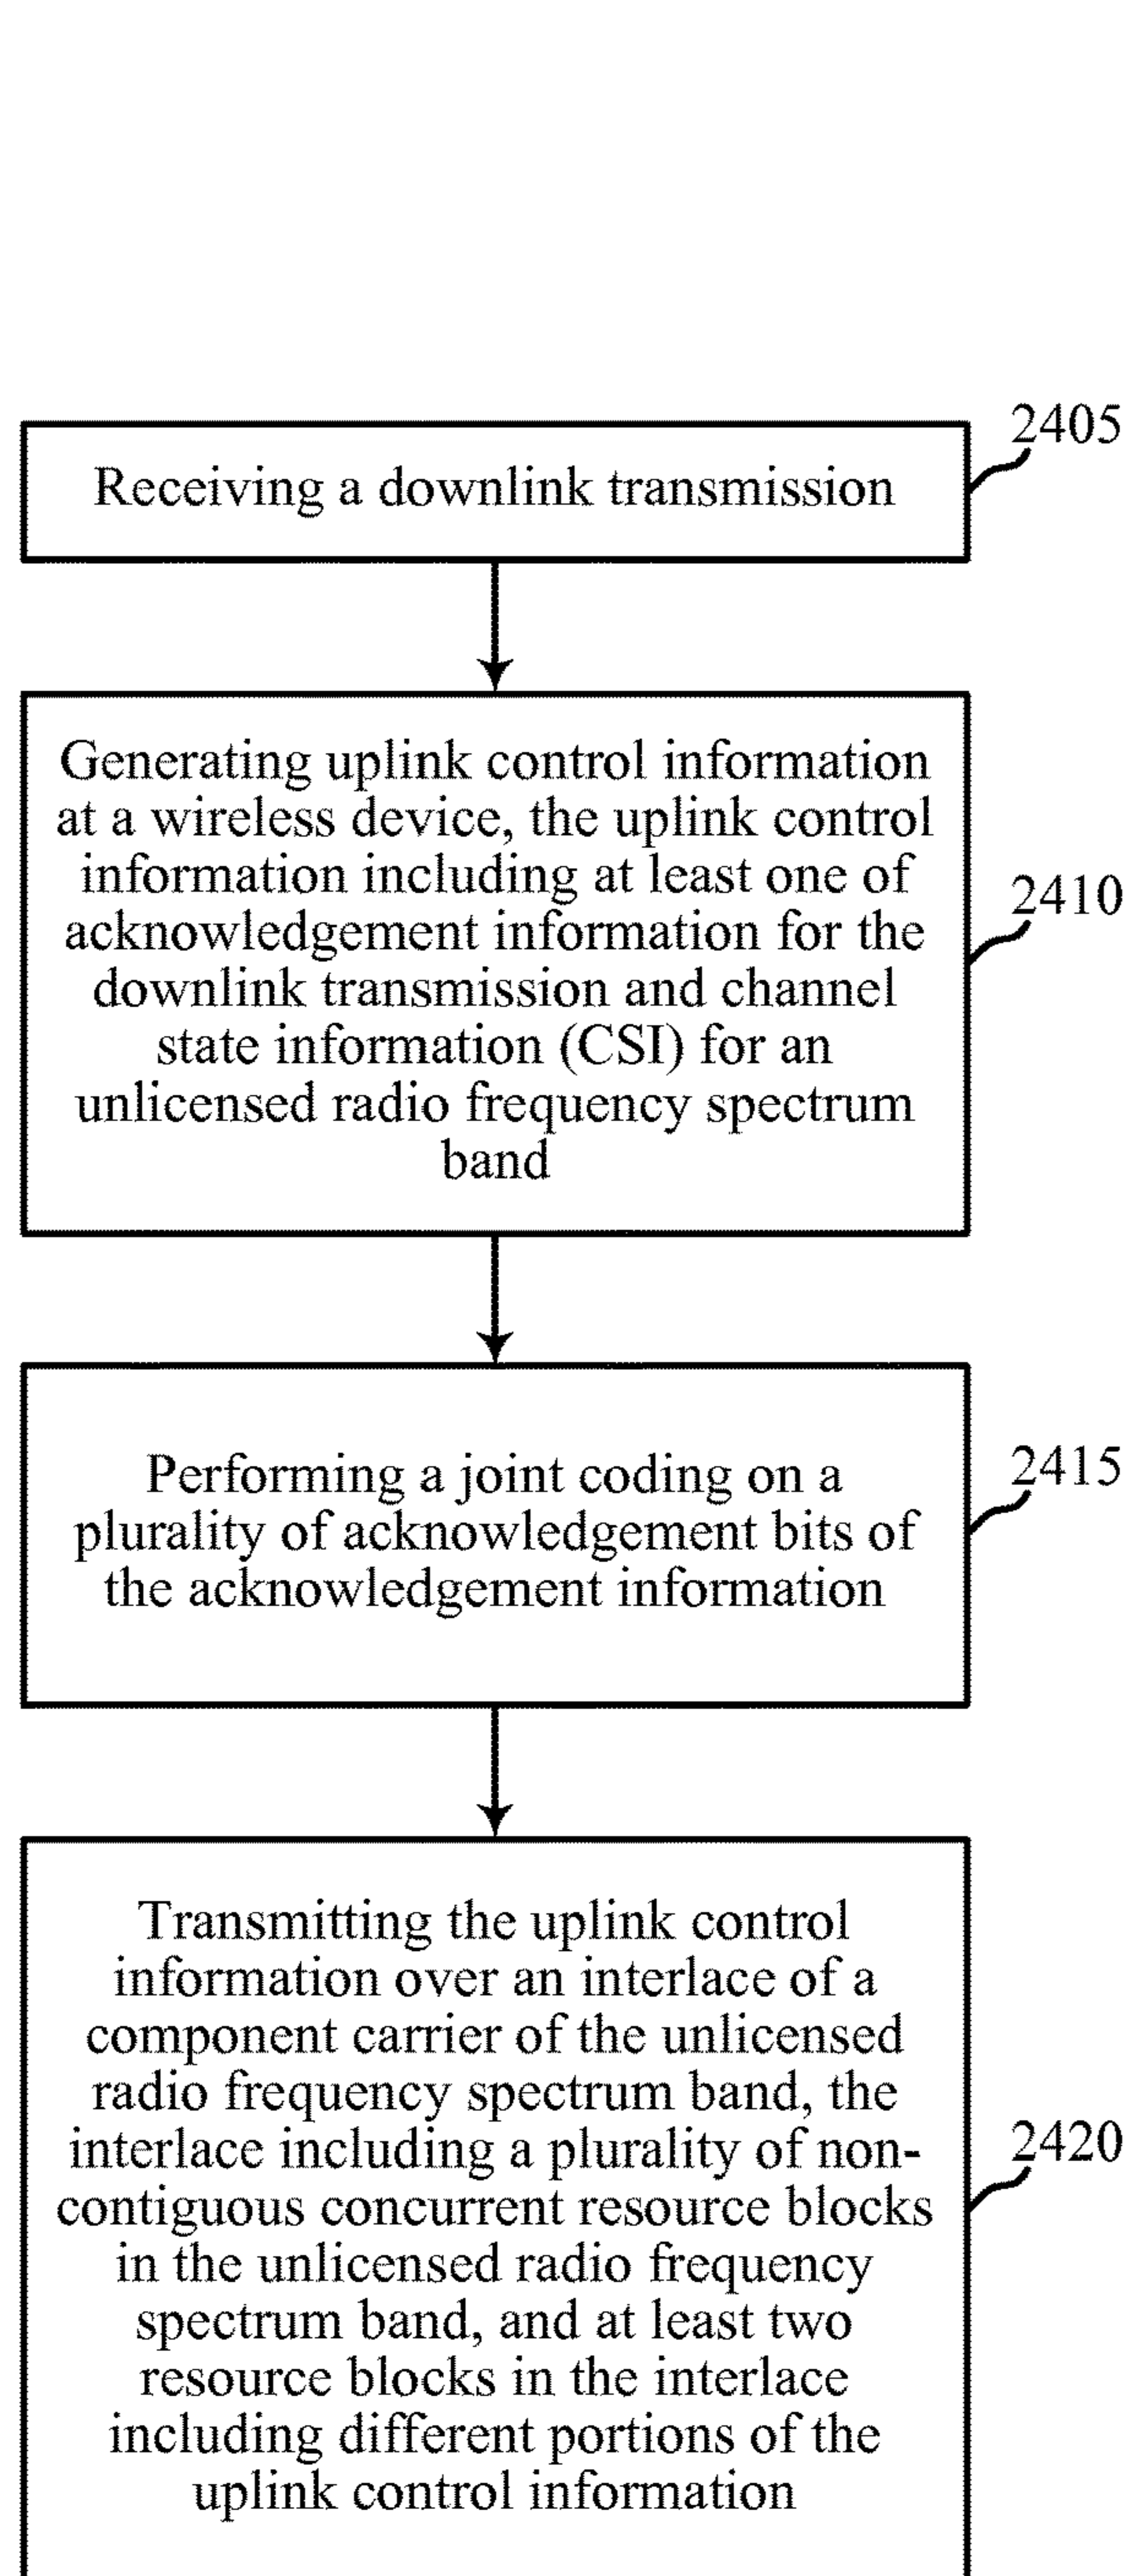 2405
Receiving a downlink transmission
Generating uplink control information
at a wireless device, the uplink control
information including at least one of
acknowledgement information for the
downlink transmission and channel
state information (CSI) for an
unlicensed radio frequency spectrum
band
2410
Performing a joint coding on a
plurality of acknowledgement bits of
the acknowledgement information
2415
Transmitting the uplink control
information over an interlace of a
component carrier of the unlicensed
radio frequency spectrum band, the
interlace including a plurality of non-
contiguous concurrent resource blocks
in the unlicensed radio frequency
spectrum band, and at least two
resource blocks in the interlace
including different portions of the
uplink control information
2420